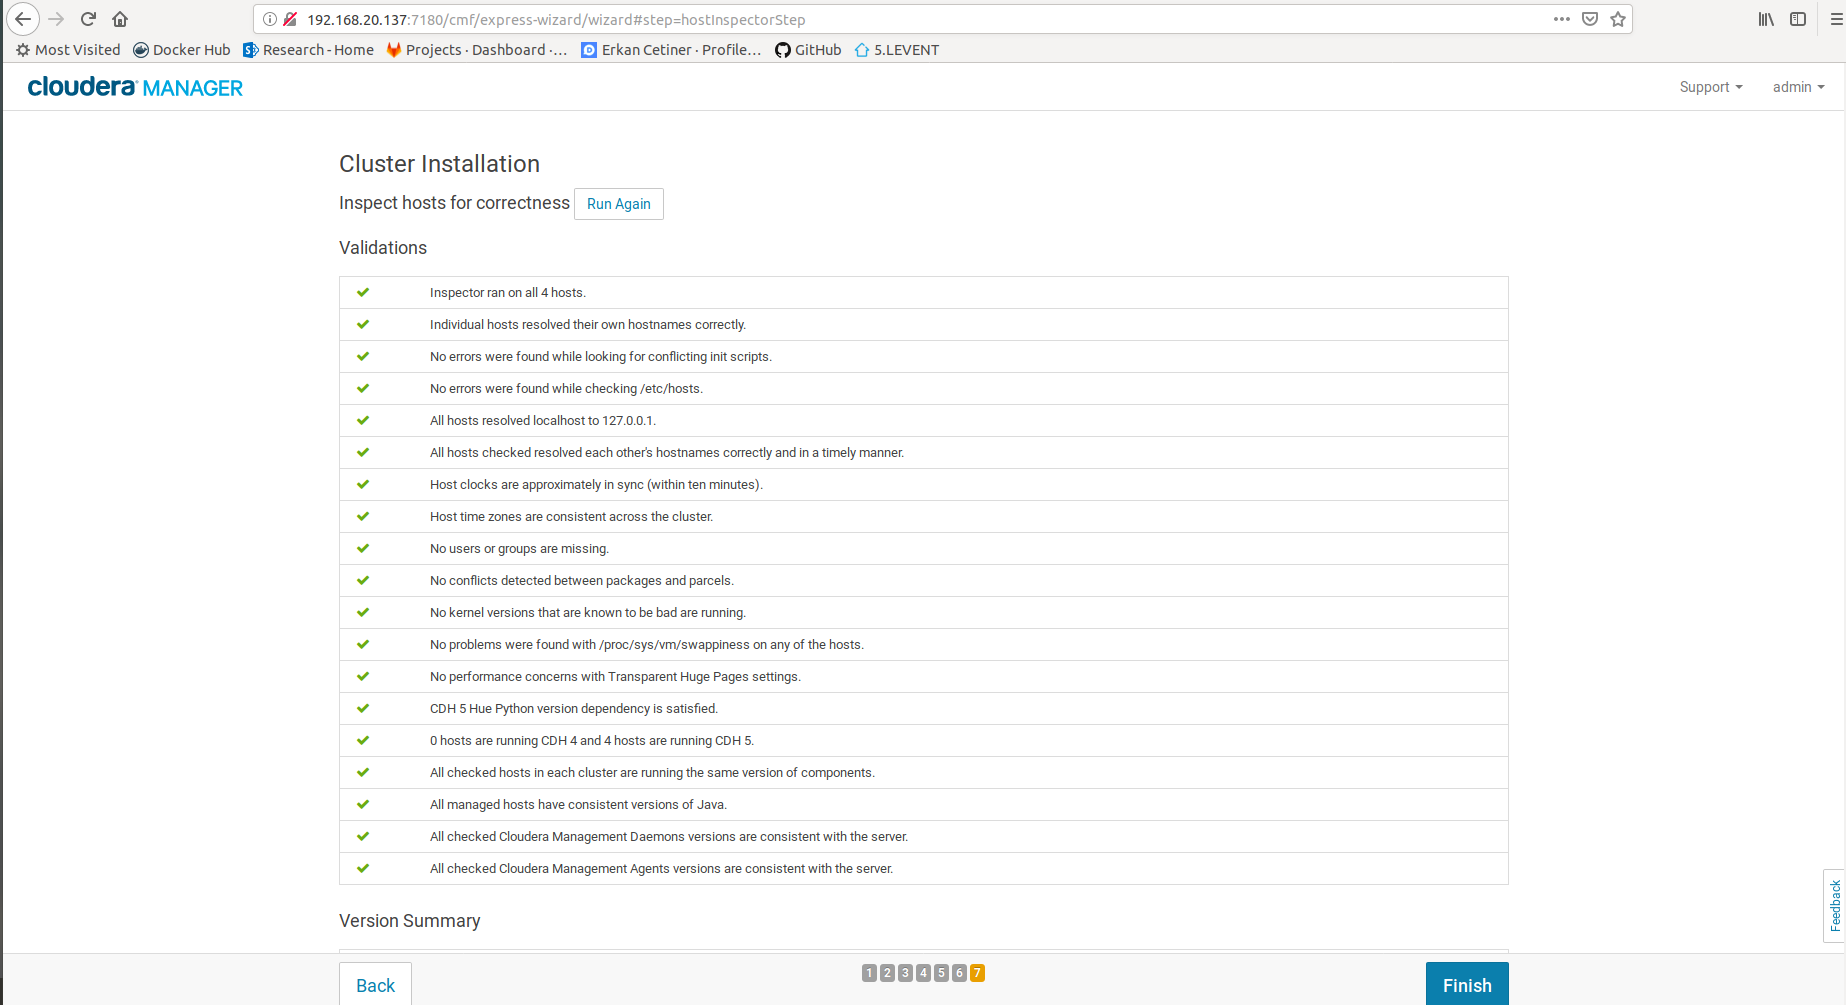 192.168.20.137:7180/cmf/express-wizard/wizard#step=hostInspectorStep
Most Visited Docker Hub Research - Home Projects · Dashboard ·... Erkan Cetiner · Profile... GitHub 5.LEVENT
cloudera MANAGER Support admin
Cluster Installation
Inspect hosts for correctness Run Again
Validations
Inspector ran on all 4 hosts.
Individual hosts resolved their own hostnames correctly.
No errors were found while looking for conflicting init scripts.
No errors were found while checking /etc/hosts.
All hosts resolved localhost to 127.0.0.1.
All hosts checked resolved each other's hostnames correctly and in a timely manner.
Host clocks are approximately in sync (within ten minutes).
Host time zones are consistent across the cluster.
No users or groups are missing.
No conflicts detected between packages and parcels.
No kernel versions that are known to be bad are running.
No problems were found with /proc/sys/vm/swappiness on any of the hosts.
No performance concerns with Transparent Huge Pages settings.
CDH 5 Hue Python version dependency is satisfied.
0 hosts are running CDH 4 and 4 hosts are running CDH 5.
All checked hosts in each cluster are running the same version of components.
All managed hosts have consistent versions of Java.
All checked Cloudera Management Daemons versions are consistent with the server.
All checked Cloudera Management Agents versions are consistent with the server.
Feedback
Version Summary
Back 1 2 3 4 5 6 7 Finish